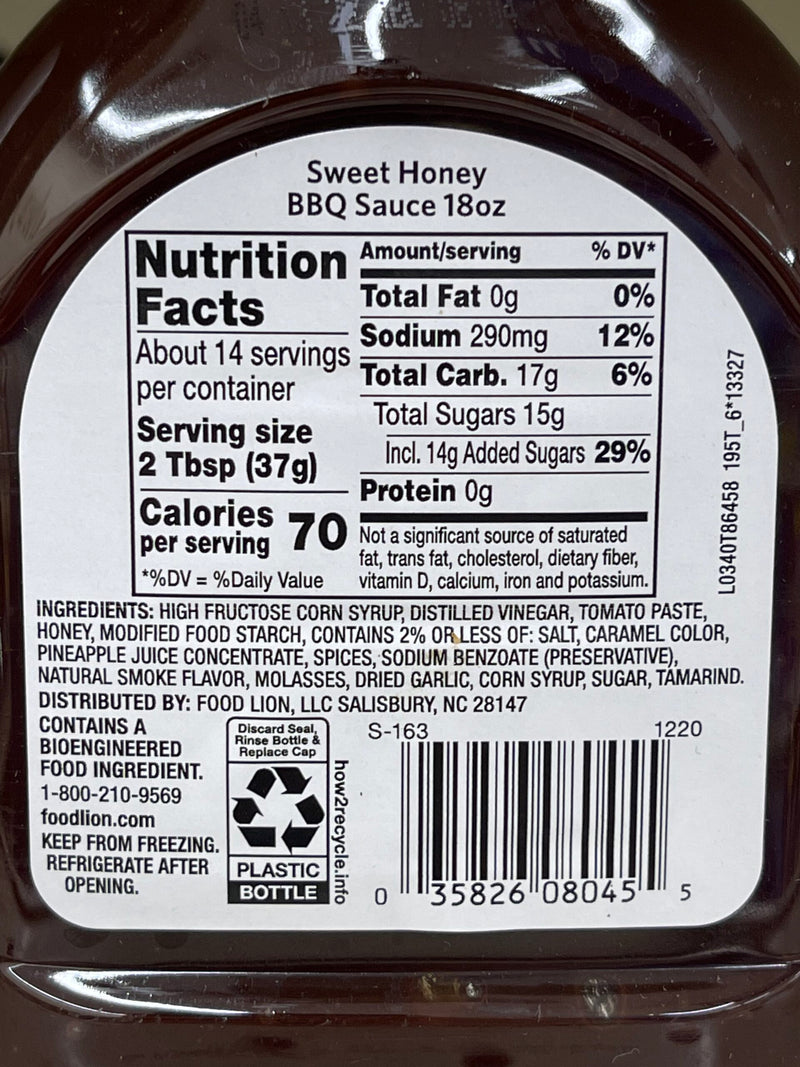 Sweet Honey
BBQ Sauce 18oz
Nutrition
Facts
About 14 servings
per container
Serving size
2 Tbsp (37g)
Calories
per serving 70
*%DV = %Daily Value
Amount/serving % DV*
Total Fat 0g 0%
Sodium 290mg 12%
Total Carb. 17g 6%
Total Sugars 15g
Incl. 14g Added Sugars 29%
Protein 0g
Not a significant source of saturated
fat, trans fat, cholesterol, dietary fiber,
vitamin D, calcium, iron and potassium.
L0340T86458 195T_6*13327
INGREDIENTS: HIGH FRUCTOSE CORN SYRUP, DISTILLED VINEGAR, TOMATO PASTE,
HONEY, MODIFIED FOOD STARCH, CONTAINS 2% OR LESS OF: SALT, CARAMEL COLOR,
PINEAPPLE JUICE CONCENTRATE, SPICES, SODIUM BENZOATE (PRESERVATIVE),
NATURAL SMOKE FLAVOR, MOLASSES, DRIED GARLIC, CORN SYRUP, SUGAR, TAMARIND.
DISTRIBUTED BY: FOOD LION, LLC SALISBURY, NC 28147
CONTAINS A
BIOENGINEERED
FOOD INGREDIENT.
1-800-210-9569
foodlion.com
KEEP FROM FREEZING.
REFRIGERATE AFTER
OPENING.
Discard Seal,
Rinse Bottle &
Replace Cap
PLASTIC
BOTTLE
how2recycle.info
S-163 1220
0 35826 08045 5